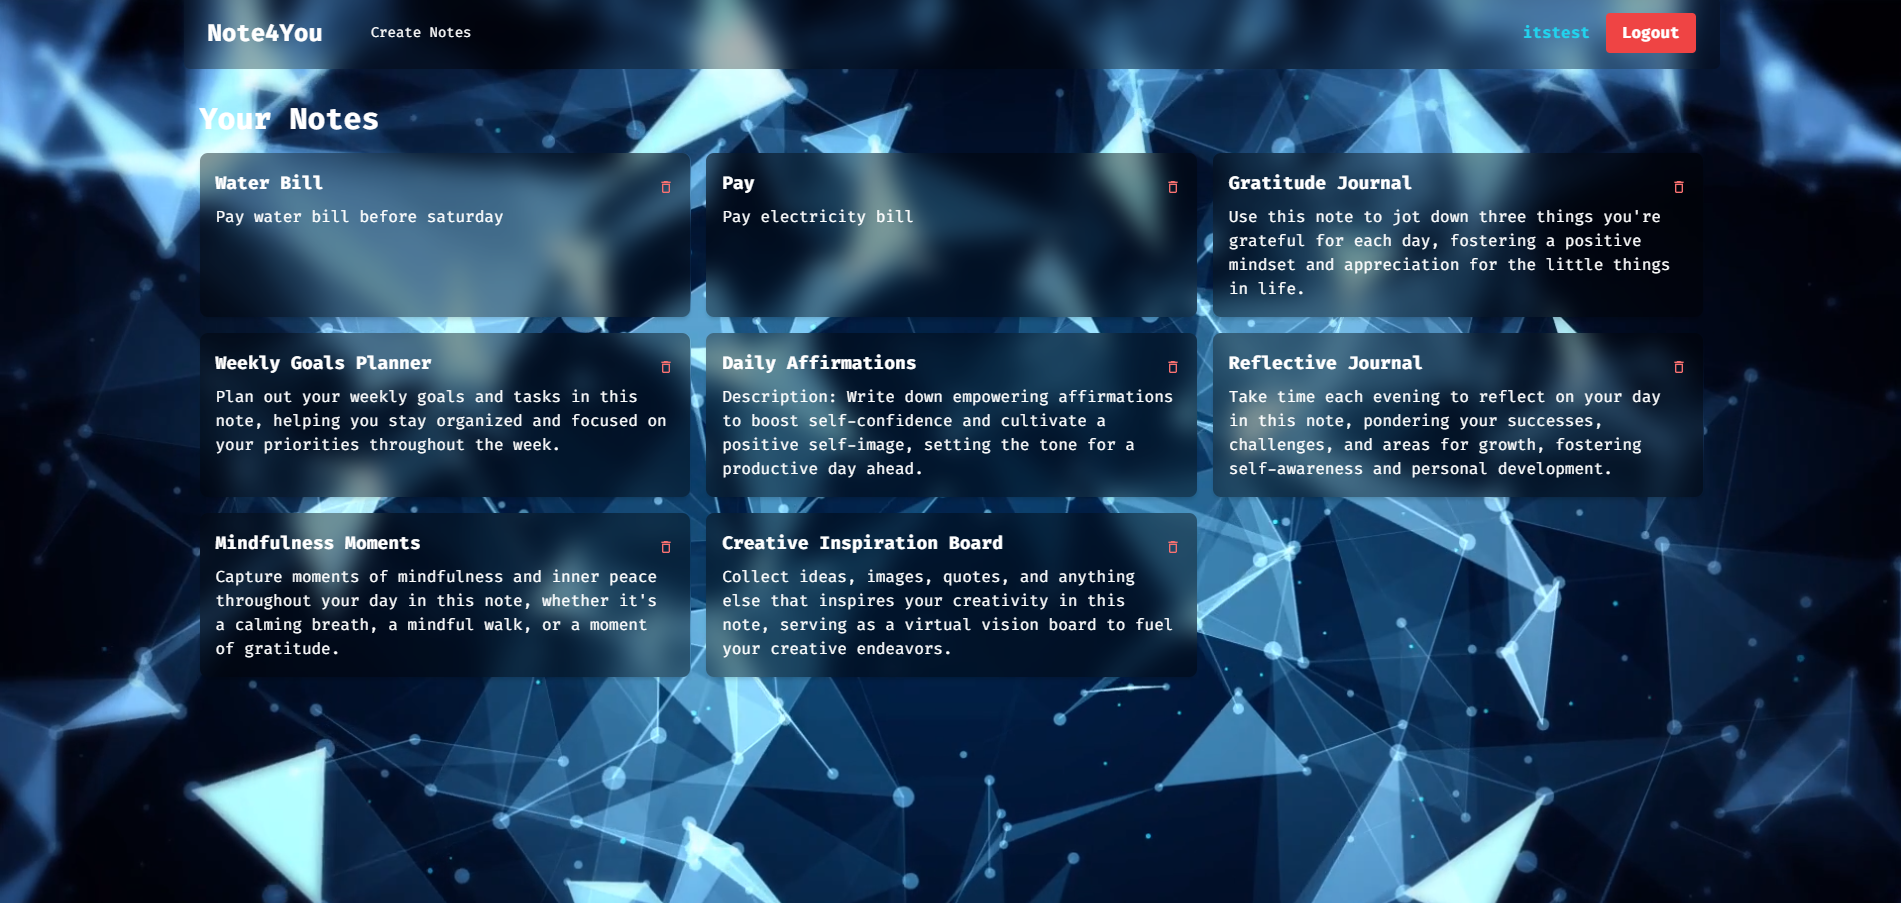 Note4You
Create Notes
itstest
Logout
Your Notes
Water Bill
Pay water bill before saturday
Pay
Pay electricity bill
Gratitude Journal
Use this note to jot down three things you're
grateful for each day, fostering a positive
mindset and appreciation for the little things
in life.
Weekly Goals Planner
Plan out your weekly goals and tasks in this
note, helping you stay organized and focused on
your priorities throughout the week.
Daily Affirmations
Description: Write down empowering affirmations
to boost self-confidence and cultivate a
positive self-image, setting the tone for a
productive day ahead.
Reflective Journal
Take time each evening to reflect on your day
in this note, pondering your successes,
challenges, and areas for growth, fostering
self-awareness and personal development.
Mindfulness Moments
Capture moments of mindfulness and inner peace
throughout your day in this note, whether it's
a calming breath, a mindful walk, or a moment
of gratitude.
Creative Inspiration Board
Collect ideas, images, quotes, and anything
else that inspires your creativity in this
note, serving as a virtual vision board to fuel
your creative endeavors.